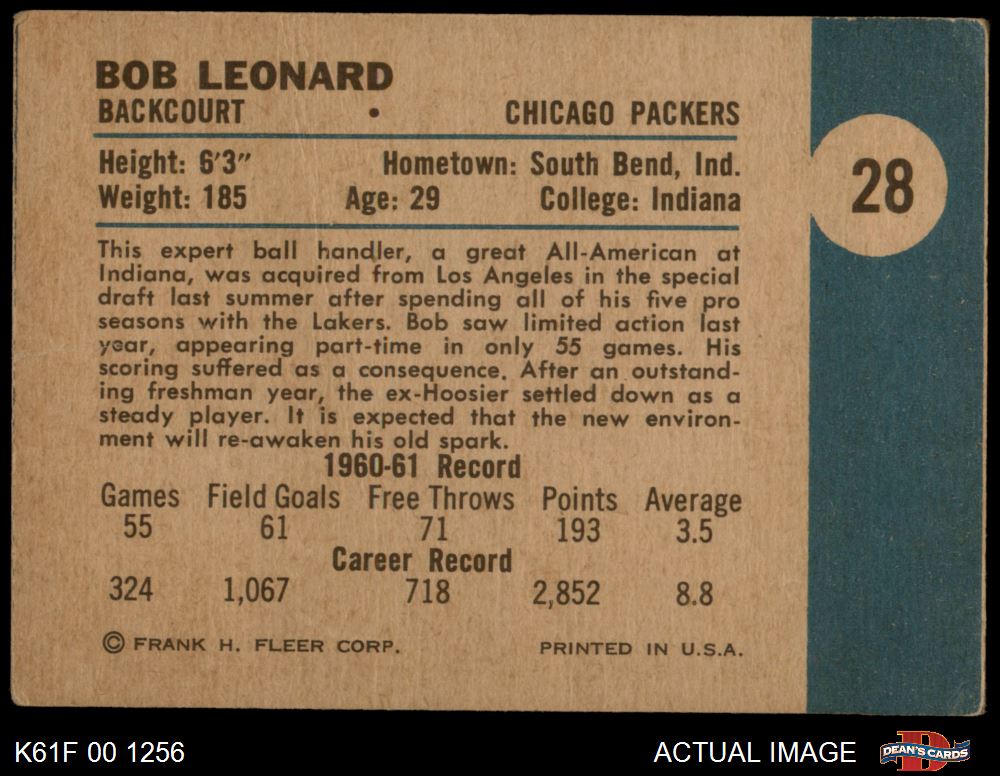 BOB LEONARD
BACKCOURT • CHICAGO PACKERS
Height: 6'3" Hometown: South Bend, Ind.
Weight: 185 Age: 29 College: Indiana
28
This expert ball handler, a great All-American at
Indiana, was acquired from Los Angeles in the special
draft last summer after spending all of his five pro
seasons with the Lakers. Bob saw limited action last
year, appearing part-time in only 55 games. His
scoring suffered as a consequence. After an outstand-
ing freshman year, the ex-Hoosier settled down as a
steady player. It is expected that the new environ-
ment will re-awaken his old spark.
1960-61 Record
Games Field Goals Free Throws Points Average
55 61 71 193 3.5
Career Record
324 1,067 718 2,852 8.8
© FRANK H. FLEER CORP. PRINTED IN U.S.A.
K61F 00 1256 ACTUAL IMAGE DEAN'S CARDS